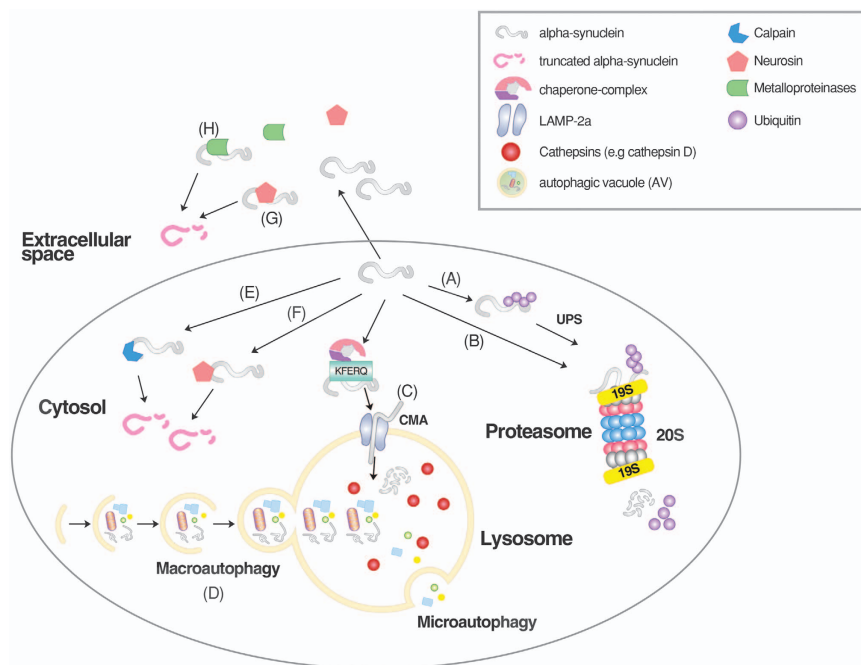 alpha-synuclein
truncated alpha-synuclein
chaperone-complex
LAMP-2a
Cathepsins (e.g cathepsin D)
autophagic vacuole (AV)
Calpain
Neurosin
Metalloproteinases
Ubiquitin
(H)
(G)
Extracellular
space
(A)
(E)
(F)
UPS
(B)
KFERQ
(C)
CMA
Cytosol
19S
Proteasome
20S
19S
Lysosome
Macroautophagy
(D)
Microautophagy